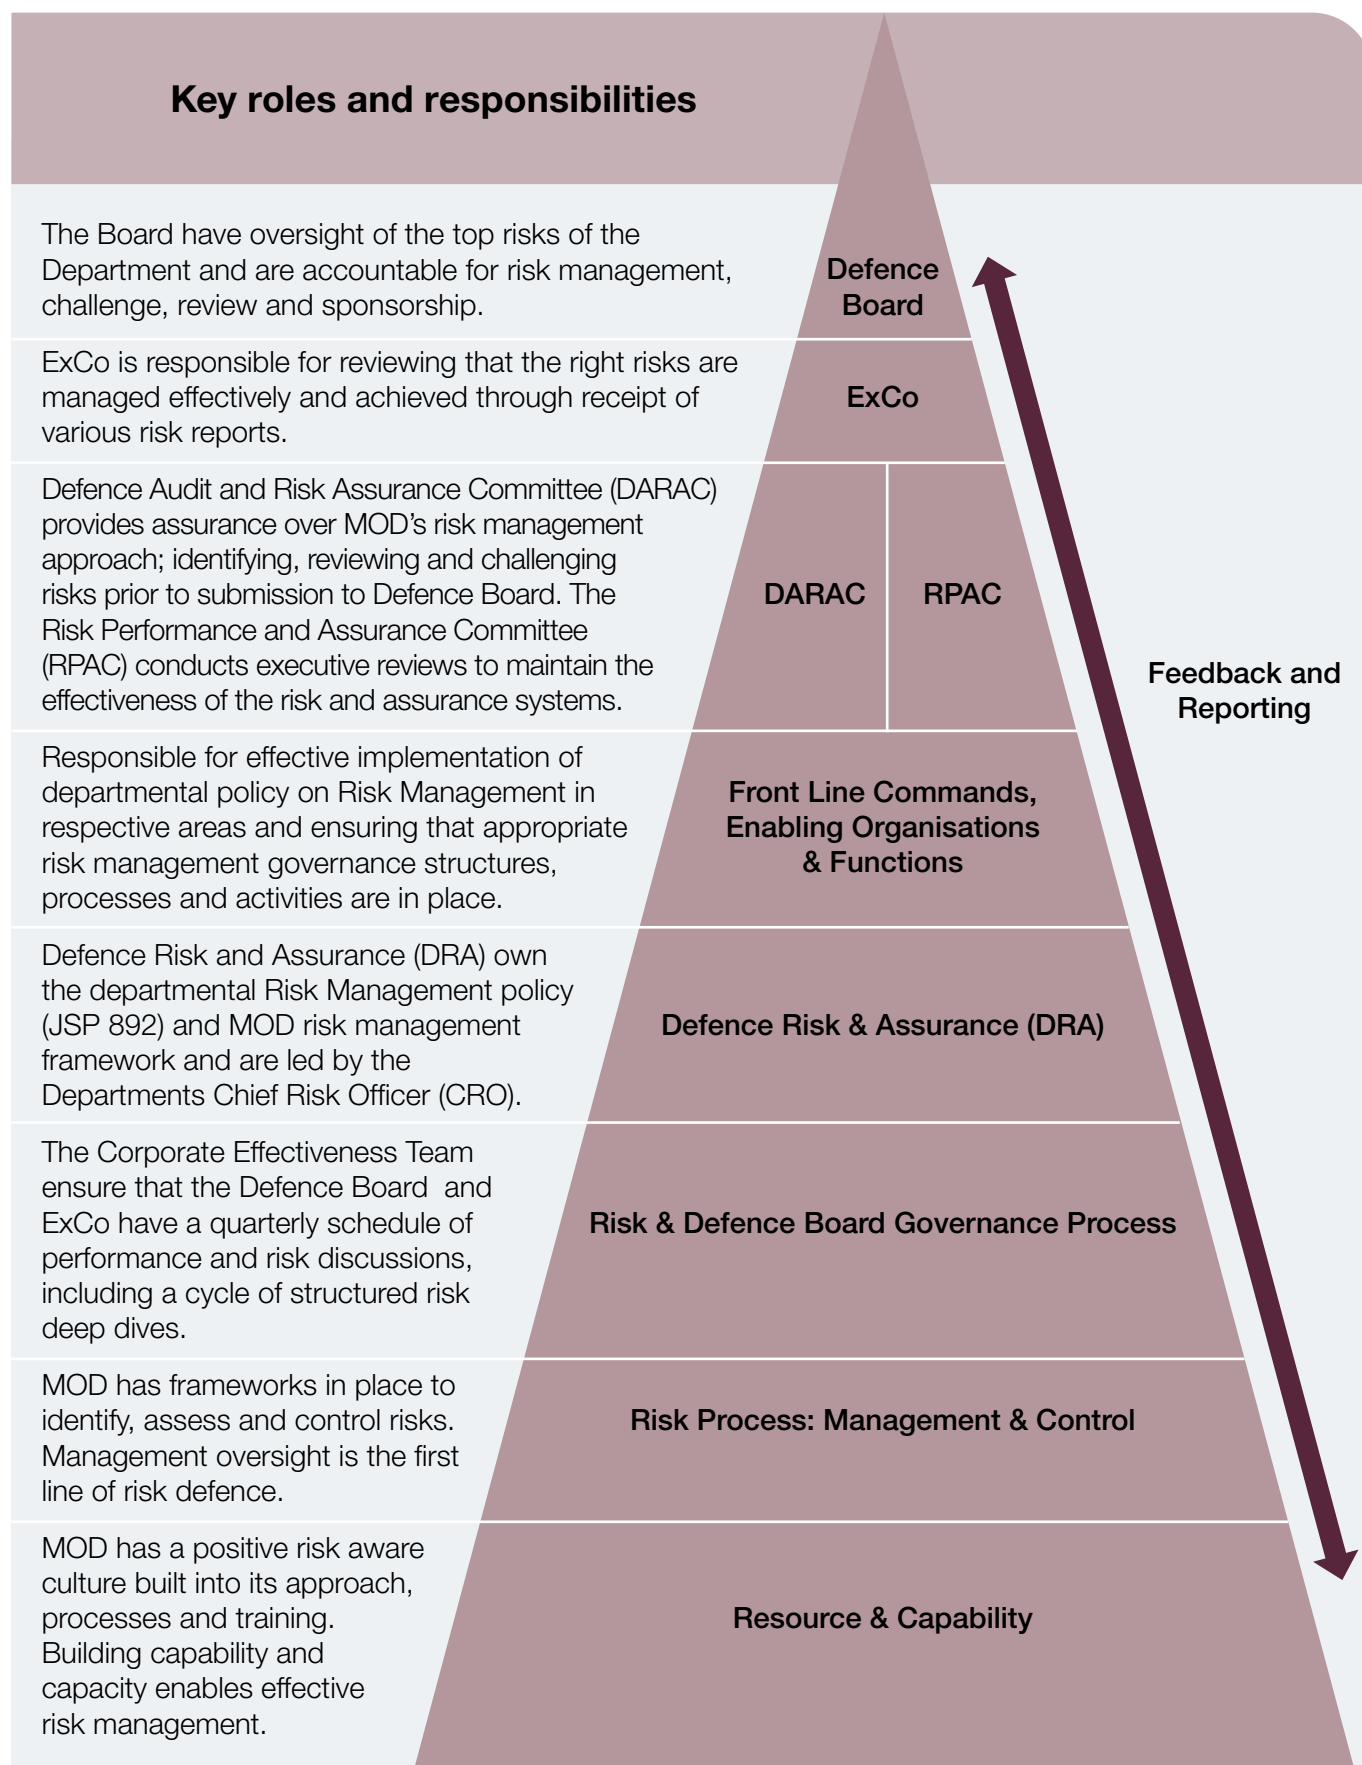 Key roles and responsibilities
The Board have oversight of the top risks of the
Department and are accountable for risk management,
challenge, review and sponsorship.
Defence
Board
ExCo is responsible for reviewing that the right risks are
managed effectively and achieved through receipt of
various risk reports.
ExCo
Defence Audit and Risk Assurance Committee (DARAC)
provides assurance over MOD’s risk management
approach; identifying, reviewing and challenging
risks prior to submission to Defence Board. The
Risk Performance and Assurance Committee
(RPAC) conducts executive reviews to maintain the
effectiveness of the risk and assurance systems.
DARAC
RPAC
Feedback and
Reporting
Responsible for effective implementation of
departmental policy on Risk Management in
respective areas and ensuring that appropriate
risk management governance structures,
processes and activities are in place.
Front Line Commands,
Enabling Organisations
& Functions
Defence Risk and Assurance (DRA) own
the departmental Risk Management policy
(JSP 892) and MOD risk management
framework and are led by the
Departments Chief Risk Officer (CRO).
Defence Risk & Assurance (DRA)
The Corporate Effectiveness Team
ensure that the Defence Board and
ExCo have a quarterly schedule of
performance and risk discussions,
including a cycle of structured risk
deep dives.
Risk & Defence Board Governance Process
MOD has frameworks in place to
identify, assess and control risks.
Management oversight is the first
line of risk defence.
Risk Process: Management & Control
MOD has a positive risk aware
culture built into its approach,
processes and training.
Building capability and
capacity enables effective
risk management.
Resource & Capability